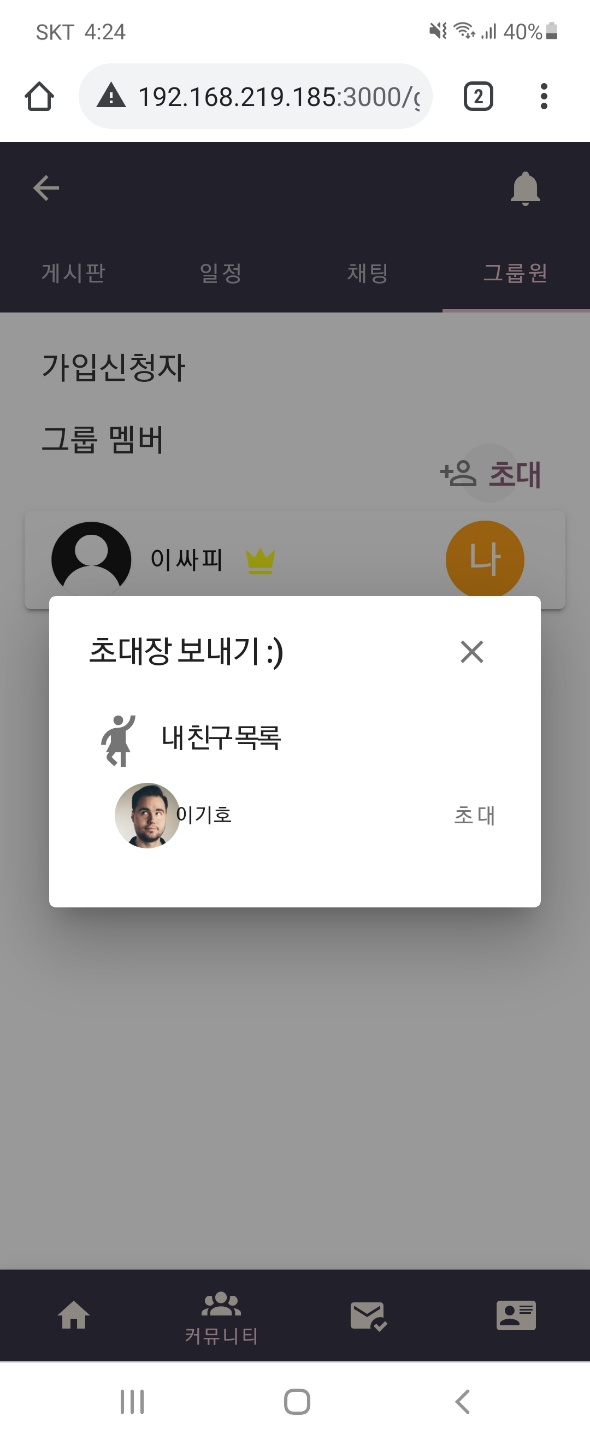 SKT 4:24 40%
192.168.219.185:3000/g
2
게시판 일정 채팅 그룹원
가입신청자
그룹 멤버
초대
이싸피 나
초대장 보내기 :)
내 친구 목록
이기호 초대
커뮤니티